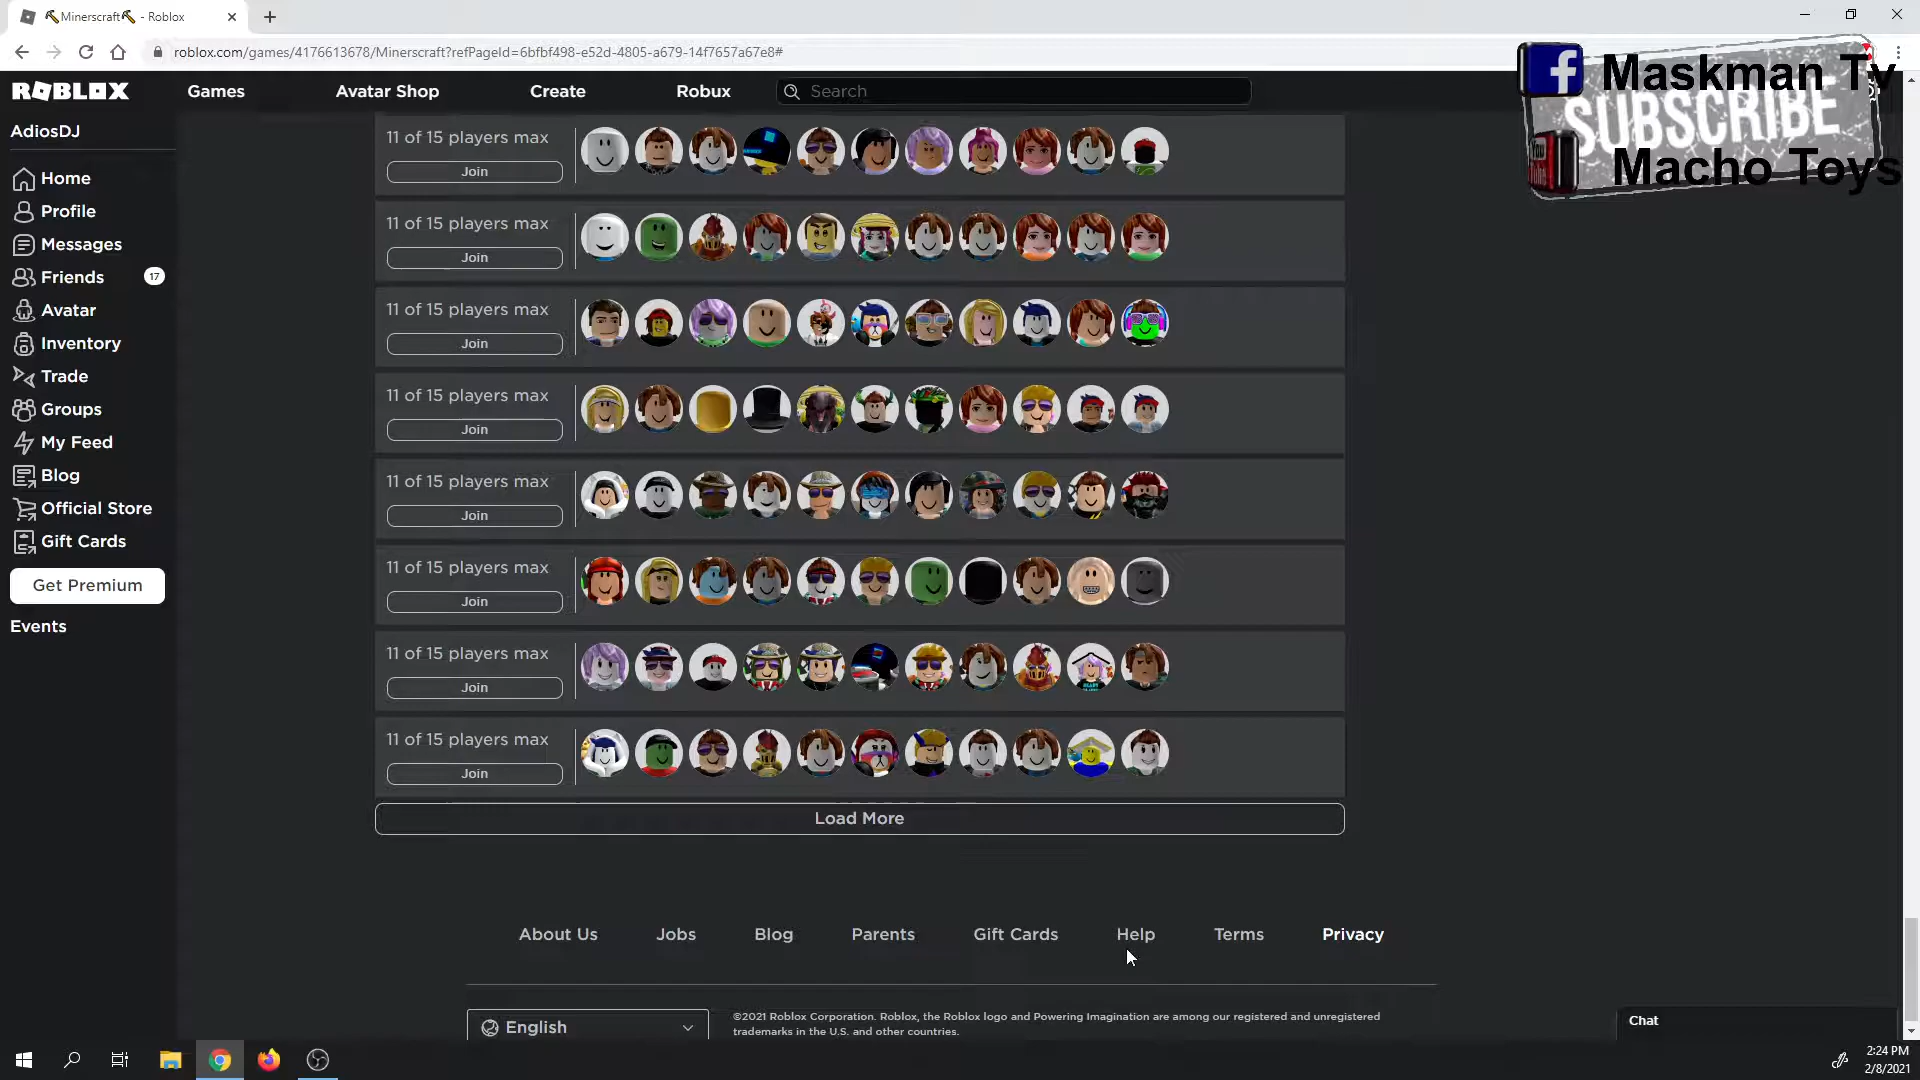 ⛏Minerscraft⛏ - Roblox
roblox.com/games/4176613678/Minerscraft?refPageId=6bfbf498-e52d-4805-a679-14f7657a67e8#
ROBLOX
Games
Avatar Shop
Create
Robux
Search
Maskman Tv
SUBSCRIBE
Macho Toys
AdiosDJ
Home
Profile
Messages
Friends
17
Avatar
Inventory
Trade
Groups
My Feed
Blog
Official Store
Gift Cards
Get Premium
Events
11 of 15 players max
Join
11 of 15 players max
Join
11 of 15 players max
Join
11 of 15 players max
Join
11 of 15 players max
Join
11 of 15 players max
Join
11 of 15 players max
Join
11 of 15 players max
Join
Load More
About Us
Jobs
Blog
Parents
Gift Cards
Help
Terms
Privacy
English
©2021 Roblox Corporation. Roblox, the Roblox logo and Powering Imagination are among our registered and unregistered
trademarks in the U.S. and other countries.
Chat
2:24 PM
2/8/2021